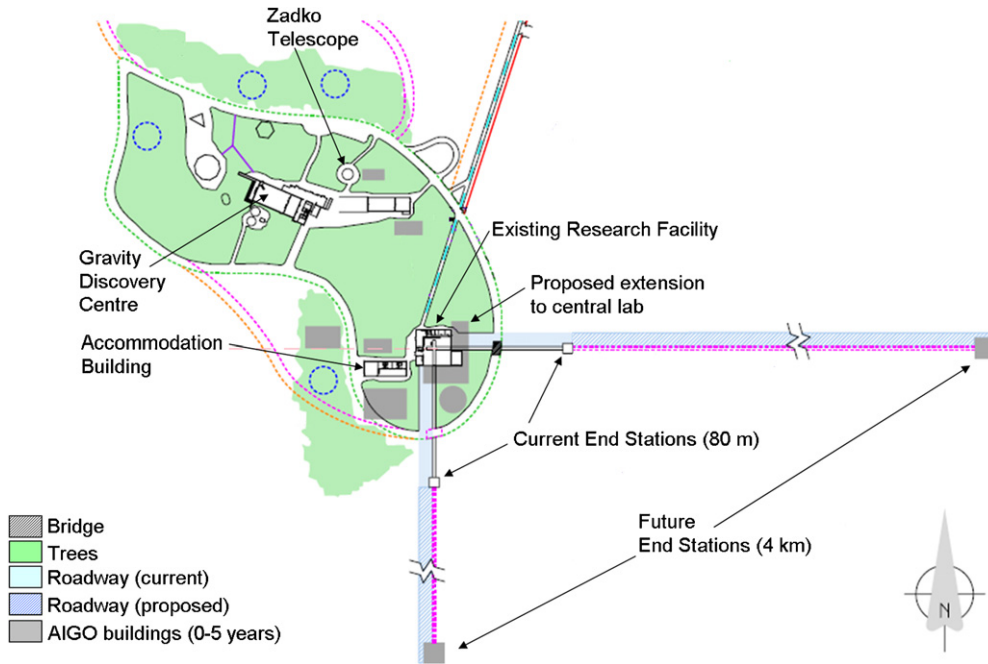 Zadko
Telescope
Existing Research Facility
Gravity
Discovery
Centre
Proposed extension
to central lab
Accommodation
Building
Current End Stations (80 m)
Future
End Stations (4 km)
Bridge
Trees
Roadway (current)
Roadway (proposed)
AIGO buildings (0-5 years)
N